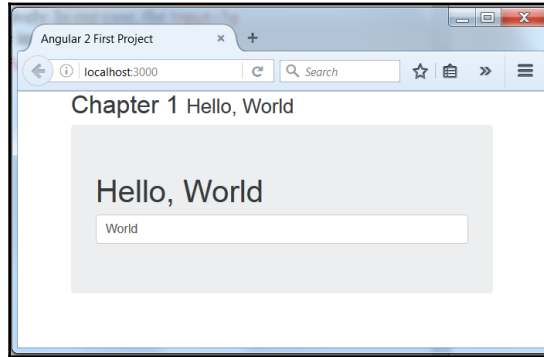 Angular 2 First Project
localhost:3000
Search
Chapter 1 Hello, World
Hello, World
World